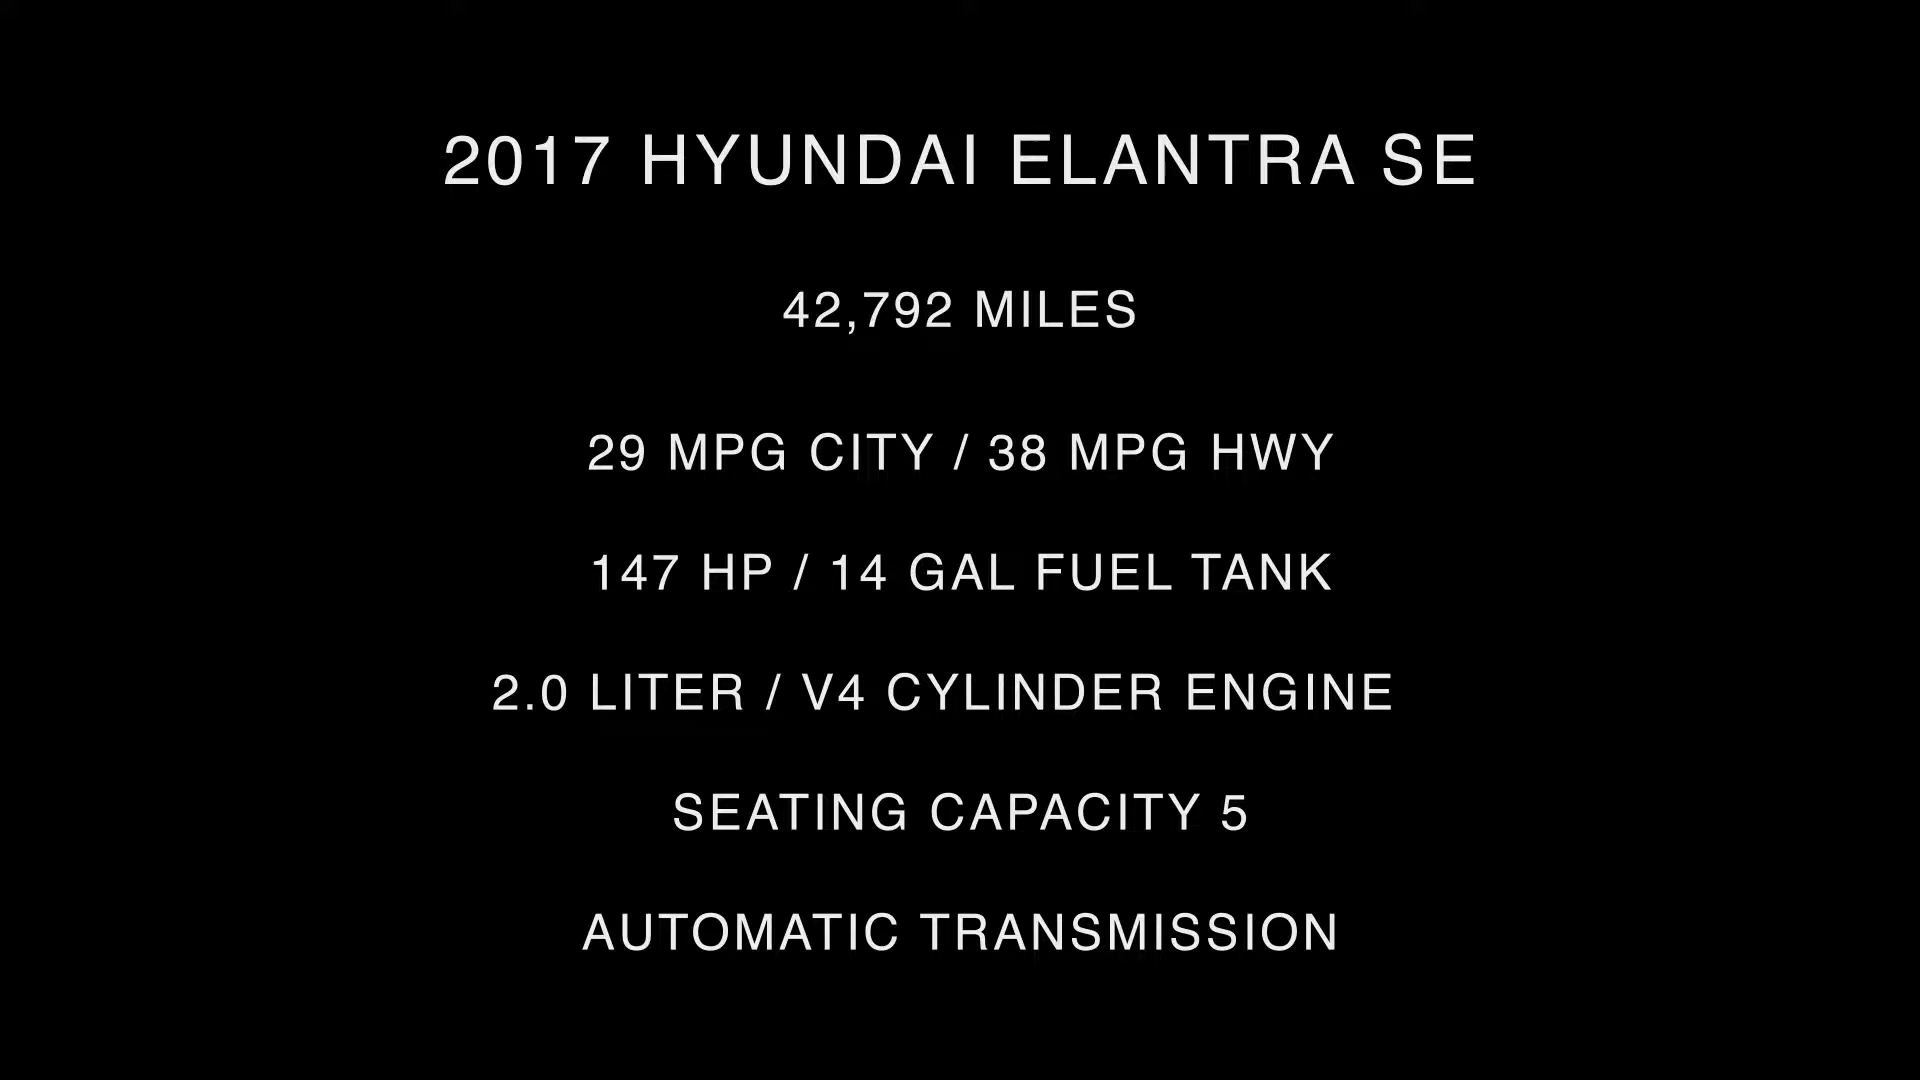 2017 HYUNDAI ELANTRA SE
42,792 MILES
29 MPG CITY / 38 MPG HWY
147 HP / 14 GAL FUEL TANK
2.0 LITER / V4 CYLINDER ENGINE
SEATING CAPACITY 5
AUTOMATIC TRANSMISSION